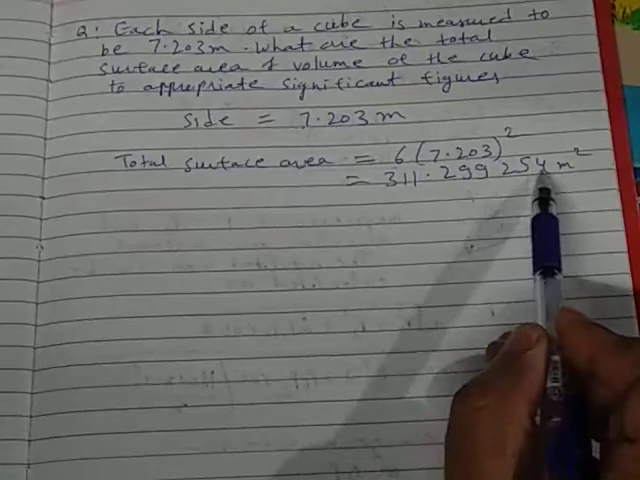 Q. Each side of a cube is measured to
be 7.203m. What are the total
surface area & volume of the cube
to appropriate significant figures
side = 7.203 m
Total surface area = 6(7.203)²
= 311.299254 m²